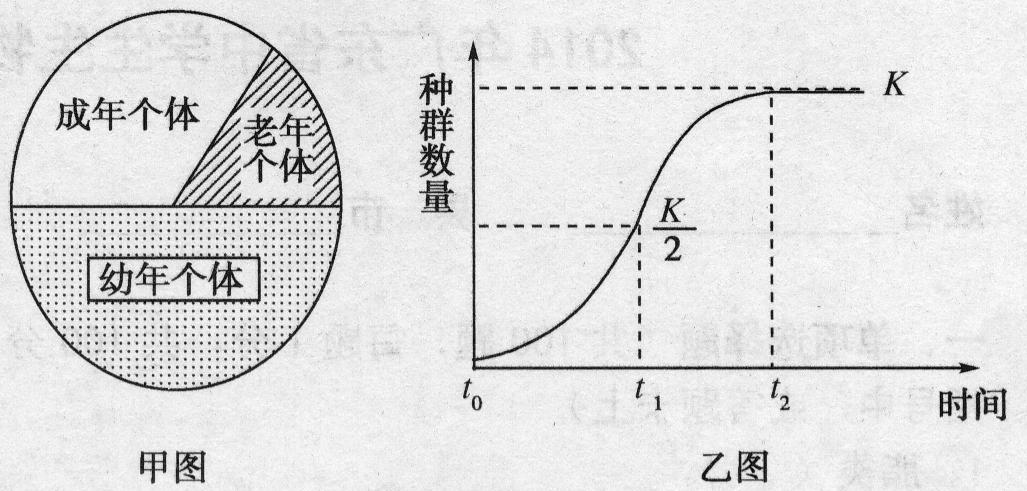 成年个体
老年
个体
幼年个体
甲图
种群数量
K
K/2
t₀
t₁
t₂
时间
乙图